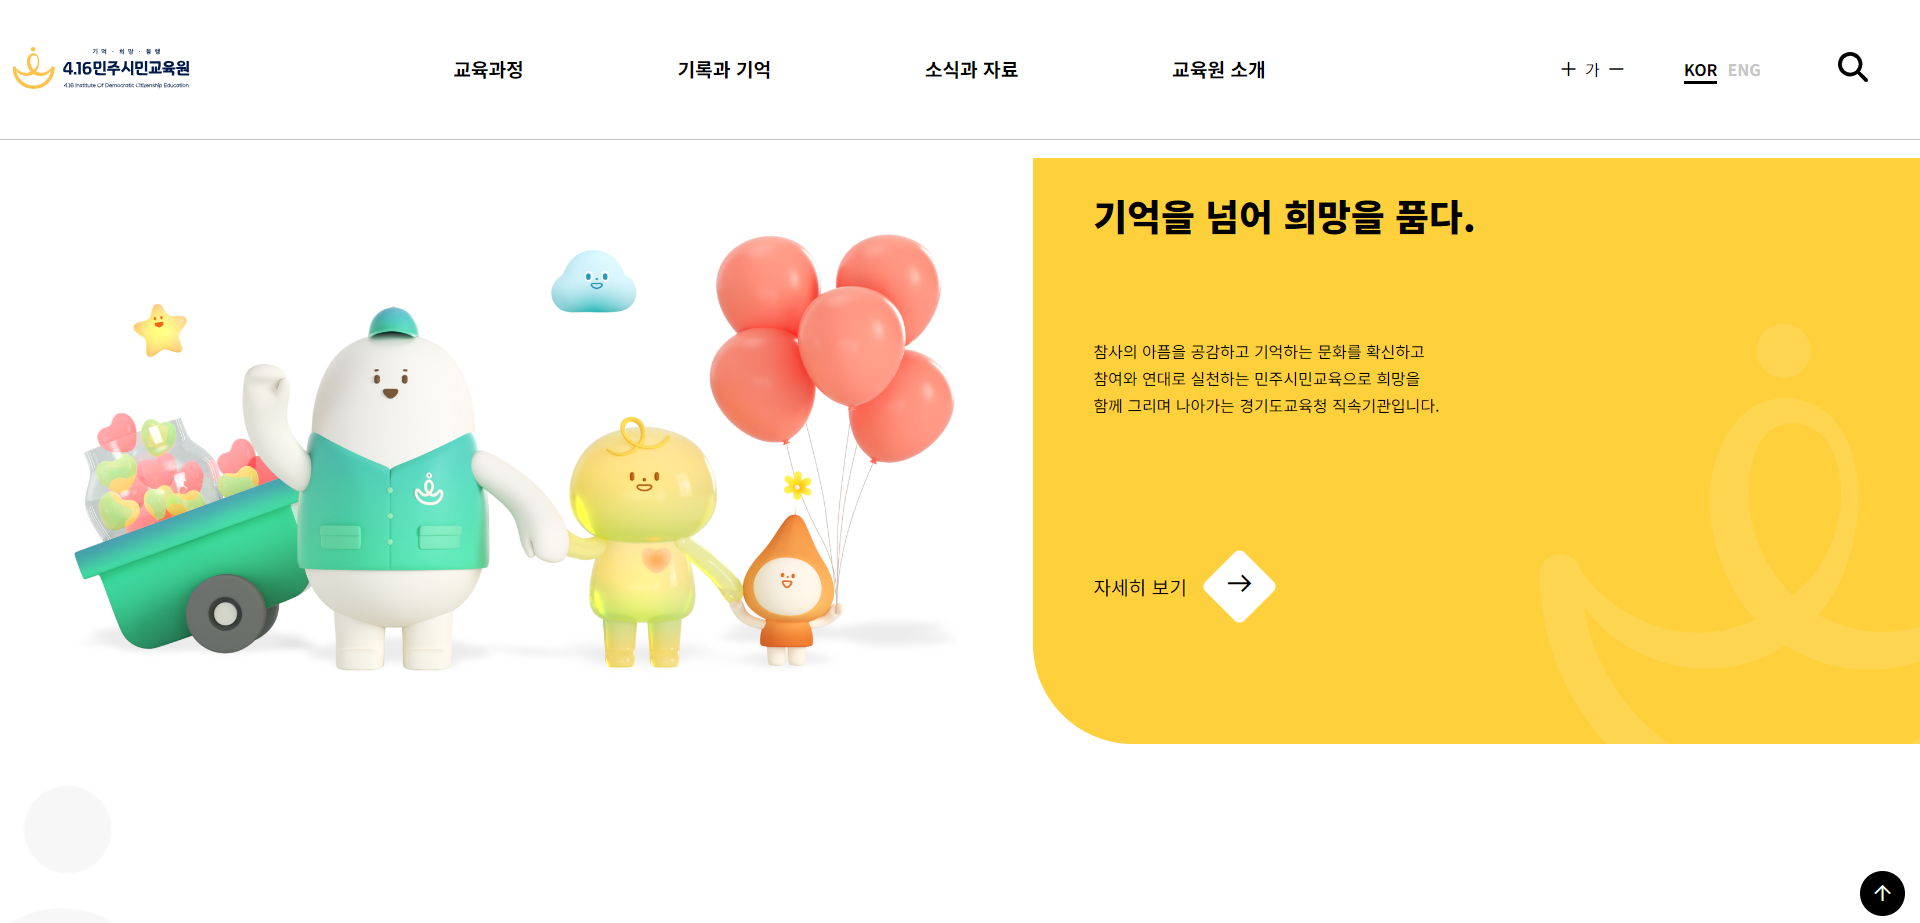 기억 · 희망 · 동행
4.16민주시민교육원
4.16 Institute Of Democratic Citizenship Education
교육과정
기록과 기억
소식과 자료
교육원 소개
+ 가 −
KOR ENG
기억을 넘어 희망을 품다.
참사의 아픔을 공감하고 기억하는 문화를 확산하고
참여와 연대로 실천하는 민주시민교육으로 희망을
함께 그리며 나아가는 경기도교육청 직속기관입니다.
자세히 보기